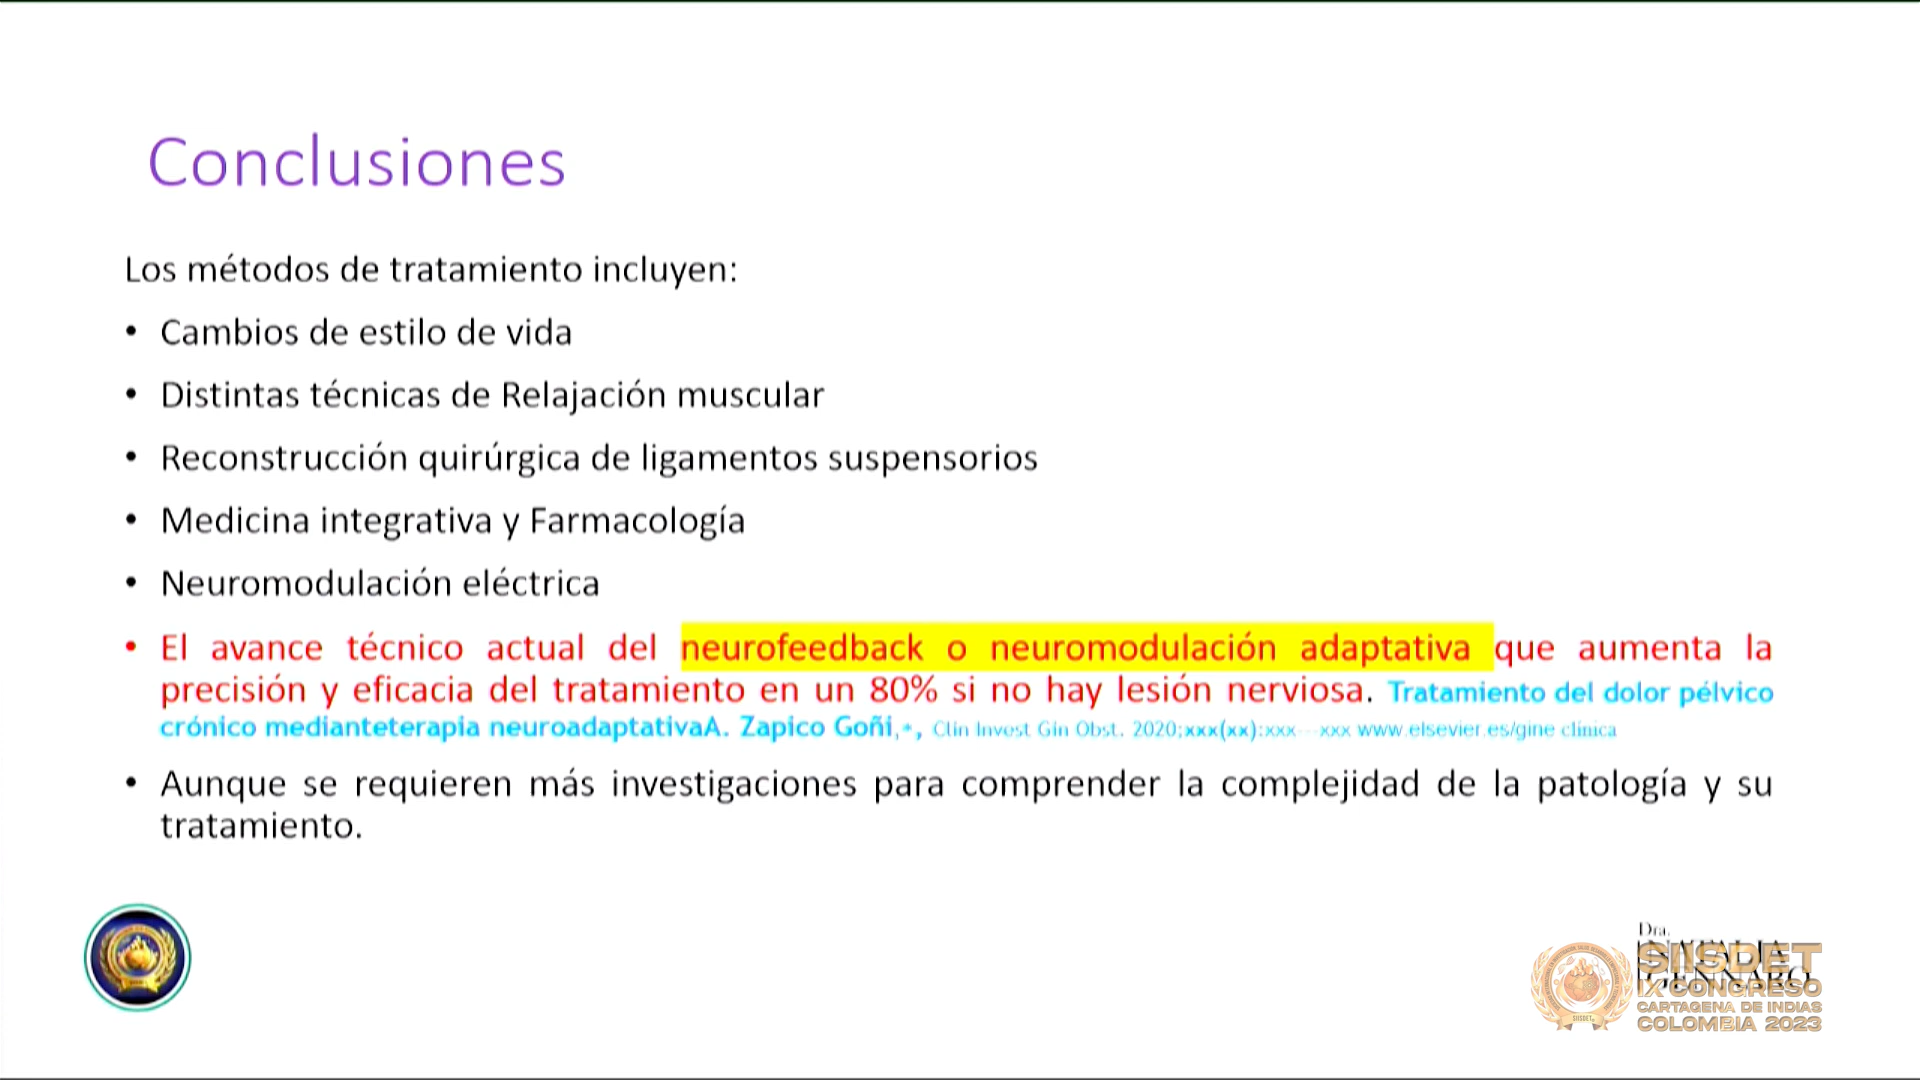 Conclusiones
Los métodos de tratamiento incluyen:
• Cambios de estilo de vida
• Distintas técnicas de Relajación muscular
• Reconstrucción quirúrgica de ligamentos suspensorios
• Medicina integrativa y Farmacología
• Neuromodulación eléctrica
• El avance técnico actual del neurofeedback o neuromodulación adaptativa que aumenta la
precisión y eficacia del tratamiento en un 80% si no hay lesión nerviosa. Tratamiento del dolor pélvico
crónico medianteterapia neuroadaptativaA. Zapico Goñi,∗, Clin Invest Gin Obst. 2020;xxx(xx):xxx---xxx www.elsevier.es/gine clínica
• Aunque se requieren más investigaciones para comprender la complejidad de la patología y su
tratamiento.
Dra.
SIISDET
IX CONGRESO
CARTAGENA DE INDIAS
COLOMBIA 2023